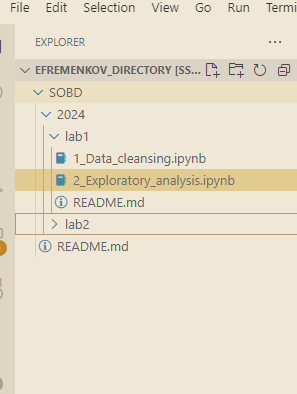 File Edit Selection View Go Run Termi
EXPLORER
EFREMENKOV_DIRECTORY [SS...
SOBD
2024
lab1
1_Data_cleansing.ipynb
2_Exploratory_analysis.ipynb
README.md
lab2
README.md